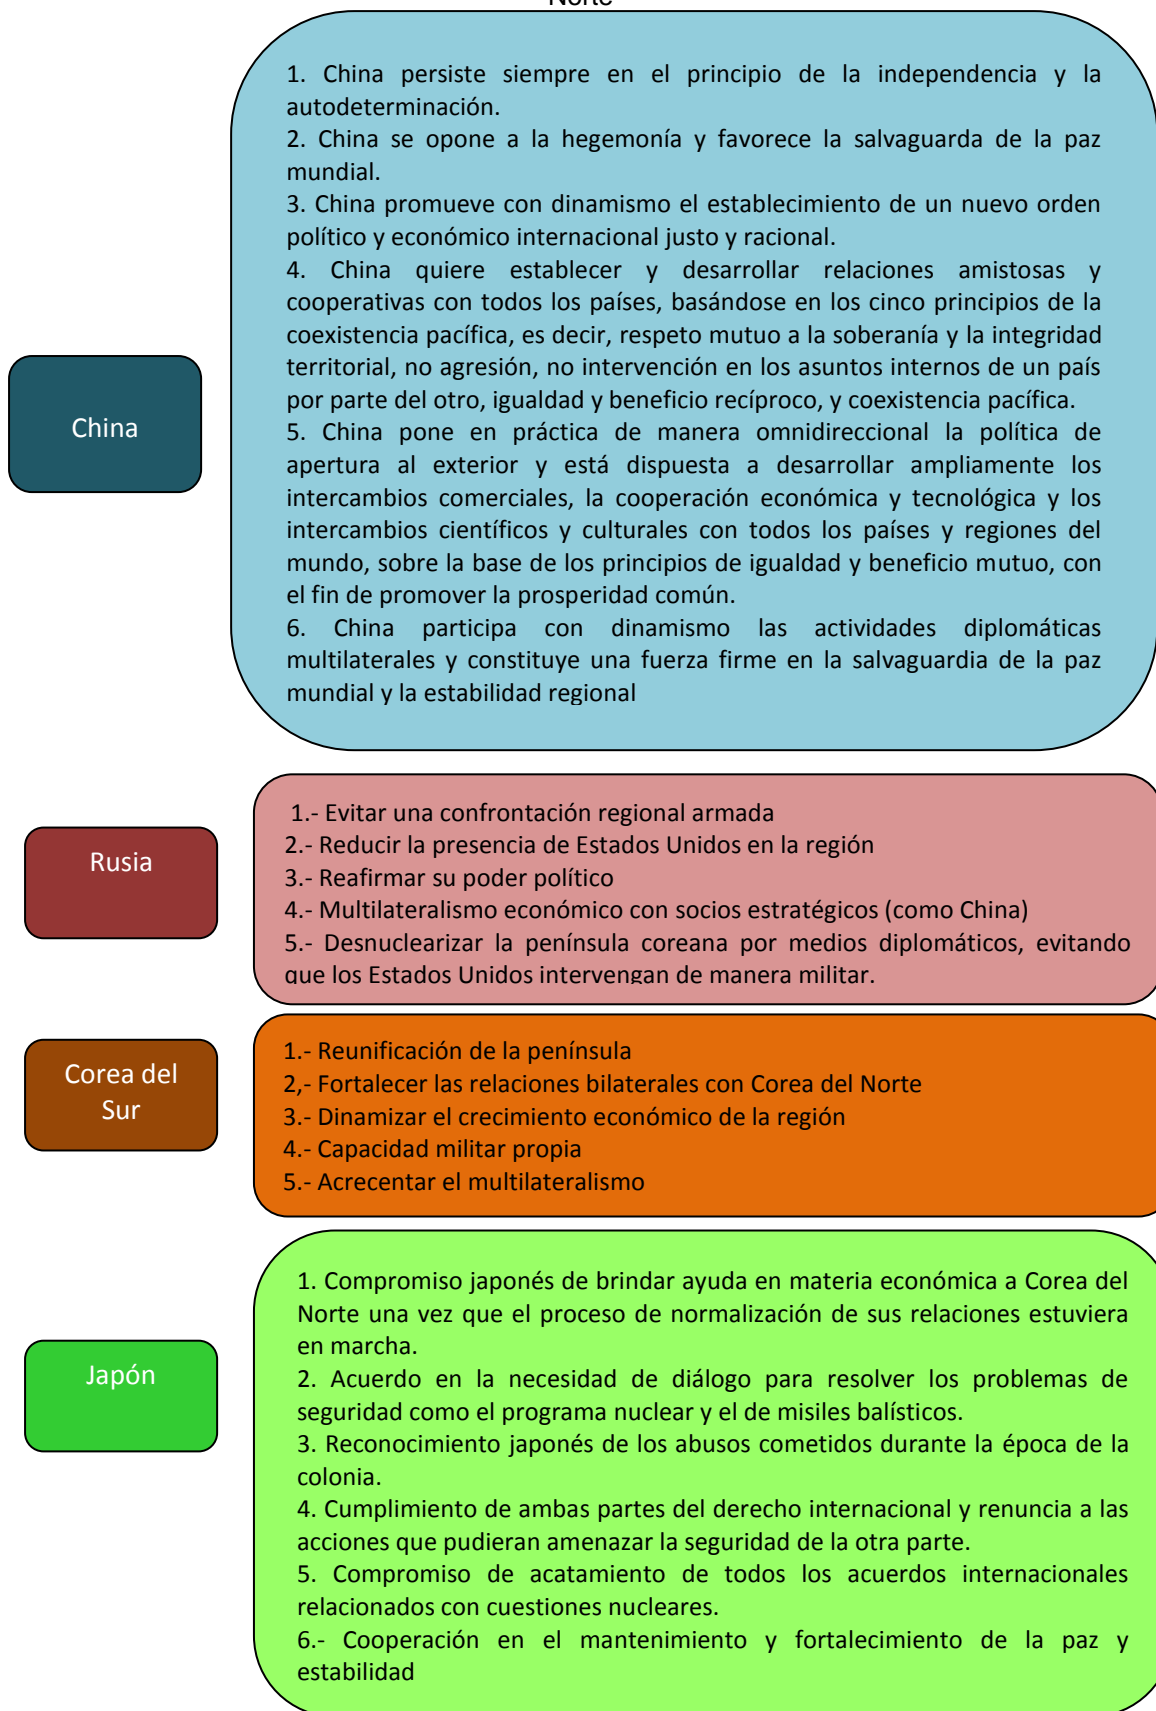 Norte
1. China persiste siempre en el principio de la independencia y la
autodeterminación.
2. China se opone a la hegemonía y favorece la salvaguarda de la paz
mundial.
3. China promueve con dinamismo el establecimiento de un nuevo orden
político y económico internacional justo y racional.
4. China quiere establecer y desarrollar relaciones amistosas y
cooperativas con todos los países, basándose en los cinco principios de la
coexistencia pacífica, es decir, respeto mutuo a la soberanía y la integridad
territorial, no agresión, no intervención en los asuntos internos de un país
por parte del otro, igualdad y beneficio recíproco, y coexistencia pacífica.
5. China pone en práctica de manera omnidireccional la política de
apertura al exterior y está dispuesta a desarrollar ampliamente los
intercambios comerciales, la cooperación económica y tecnológica y los
intercambios científicos y culturales con todos los países y regiones del
mundo, sobre la base de los principios de igualdad y beneficio mutuo, con
el fin de promover la prosperidad común.
6. China participa con dinamismo las actividades diplomáticas
multilaterales y constituye una fuerza firme en la salvaguardia de la paz
mundial y la estabilidad regional
China
1.- Evitar una confrontación regional armada
2.- Reducir la presencia de Estados Unidos en la región
3.- Reafirmar su poder político
4.- Multilateralismo económico con socios estratégicos (como China)
5.- Desnuclearizar la península coreana por medios diplomáticos, evitando
que los Estados Unidos intervengan de manera militar.
Rusia
1.- Reunificación de la península
2,- Fortalecer las relaciones bilaterales con Corea del Norte
3.- Dinamizar el crecimiento económico de la región
4.- Capacidad militar propia
5.- Acrecentar el multilateralismo
Corea del
Sur
1. Compromiso japonés de brindar ayuda en materia económica a Corea del
Norte una vez que el proceso de normalización de sus relaciones estuviera
en marcha.
2. Acuerdo en la necesidad de diálogo para resolver los problemas de
seguridad como el programa nuclear y el de misiles balísticos.
3. Reconocimiento japonés de los abusos cometidos durante la época de la
colonia.
4. Cumplimiento de ambas partes del derecho internacional y renuncia a las
acciones que pudieran amenazar la seguridad de la otra parte.
5. Compromiso de acatamiento de todos los acuerdos internacionales
relacionados con cuestiones nucleares.
6.- Cooperación en el mantenimiento y fortalecimiento de la paz y
estabilidad
Japón